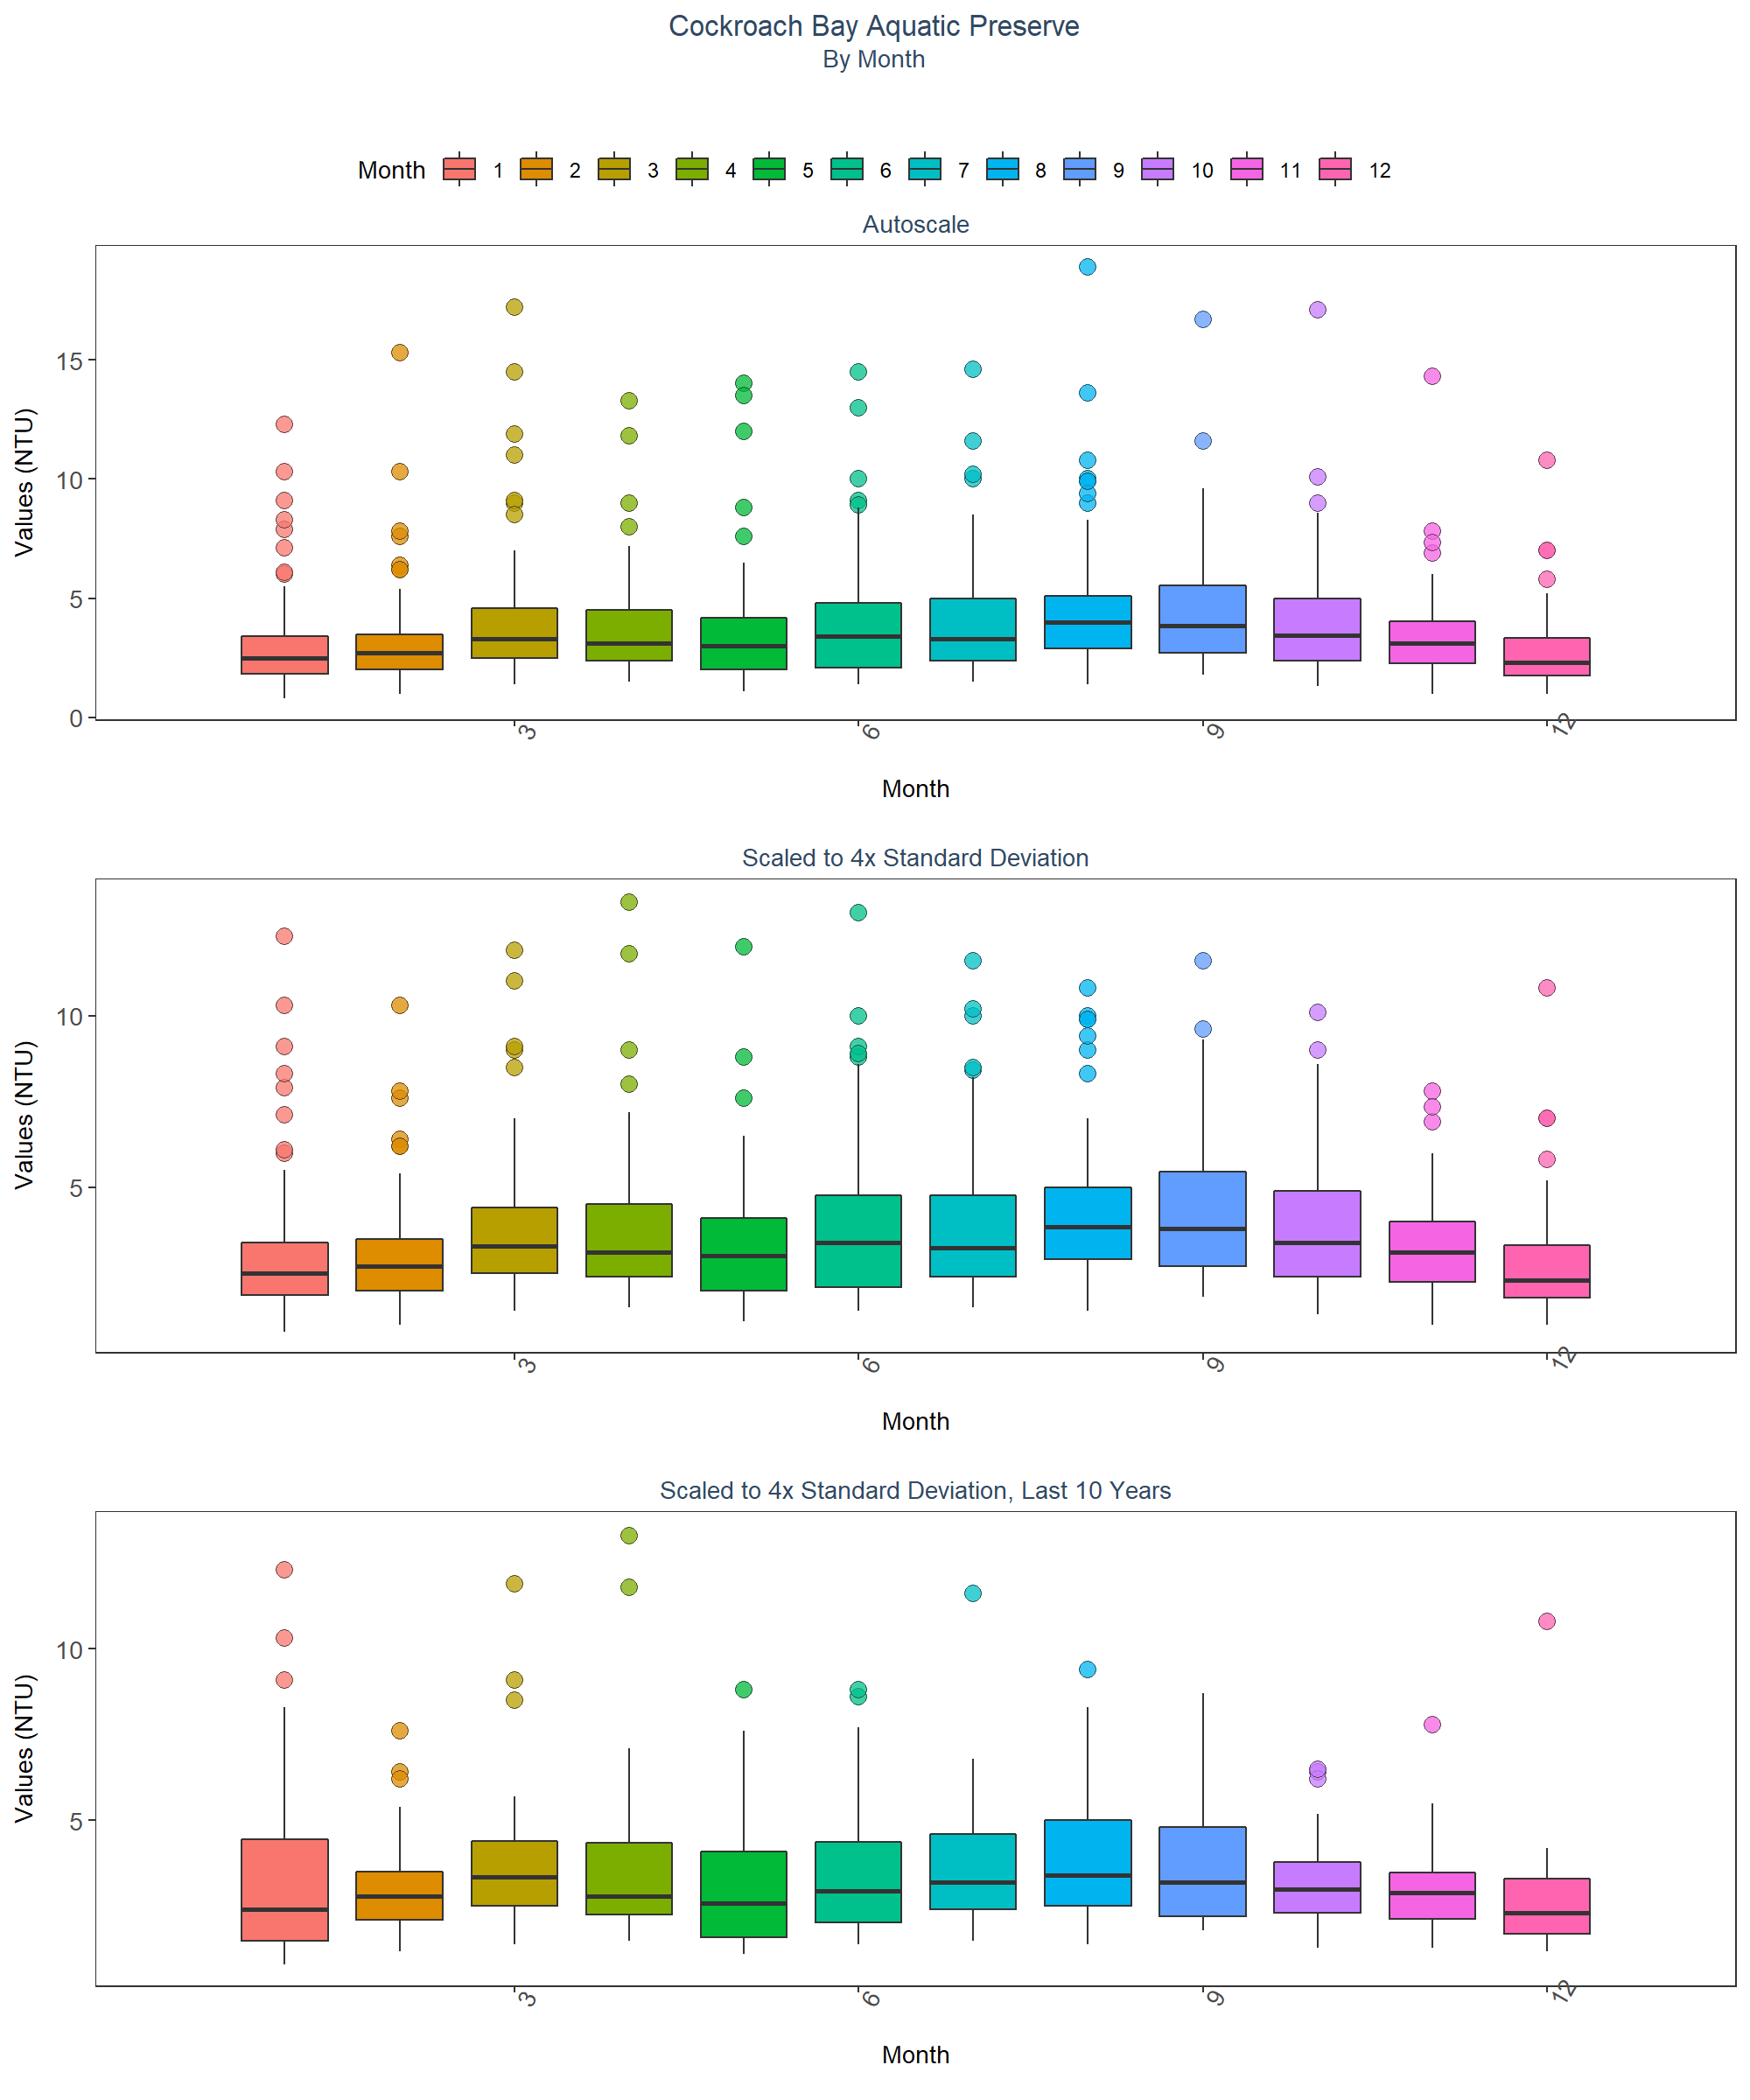 Cockroach Bay Aquatic Preserve
By Month
Month 1 2 3 4 5 6 7 8 9 10 11 12
Autoscale
Values (NTU)
15
10
5
0
3 6 9 12
Month
Scaled to 4x Standard Deviation
Values (NTU)
10
5
3 6 9 12
Month
Scaled to 4x Standard Deviation, Last 10 Years
Values (NTU)
10
5
3 6 9 12
Month